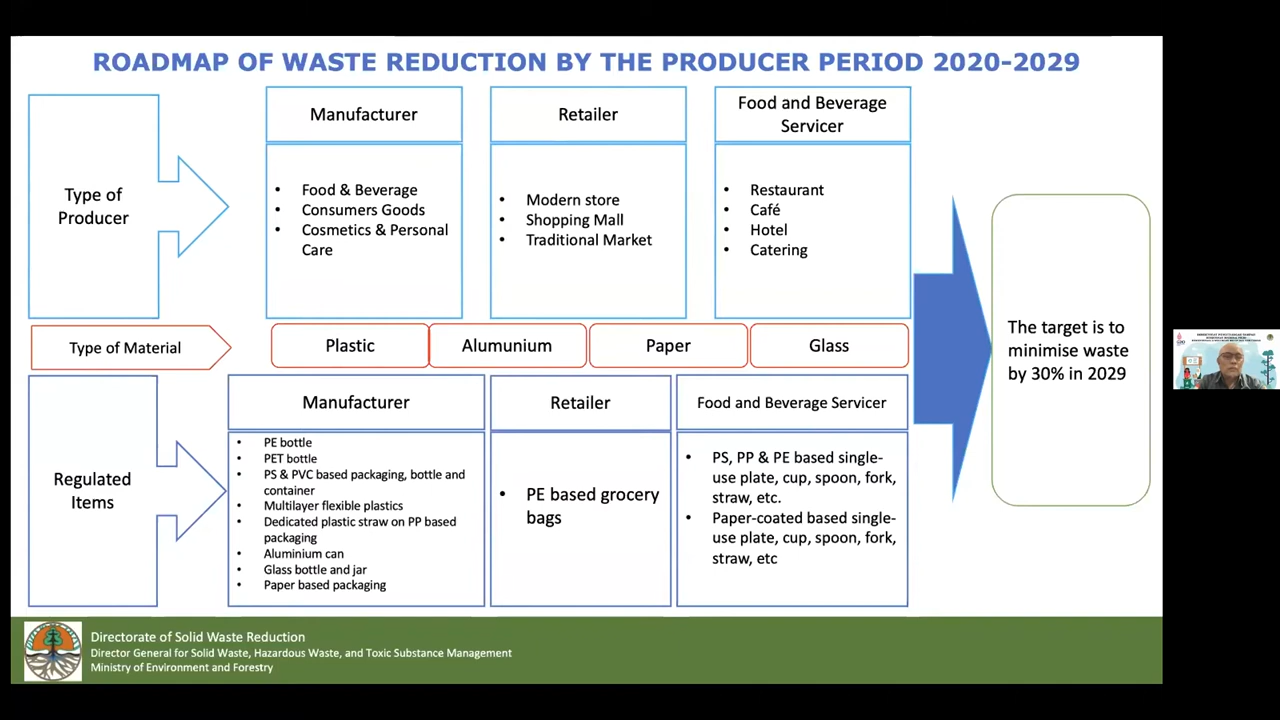 ROADMAP OF WASTE REDUCTION BY THE PRODUCER PERIOD 2020-2029
Type of
Producer
Manufacturer
• Food & Beverage
• Consumers Goods
• Cosmetics & Personal
Care
Retailer
• Modern store
• Shopping Mall
• Traditional Market
Food and Beverage
Servicer
• Restaurant
• Café
• Hotel
• Catering
Type of Material
Plastic
Alumunium
Paper
Glass
Regulated
Items
Manufacturer
• PE bottle
• PET bottle
• PS & PVC based packaging, bottle and
container
• Multilayer flexible plastics
• Dedicated plastic straw on PP based
packaging
• Aluminium can
• Glass bottle and jar
• Paper based packaging
Retailer
• PE based grocery
bags
Food and Beverage Servicer
• PS, PP & PE based single-
use plate, cup, spoon, fork,
straw, etc.
• Paper-coated based single-
use plate, cup, spoon, fork,
straw, etc
The target is to
minimise waste
by 30% in 2029
Directorate of Solid Waste Reduction
Director General for Solid Waste, Hazardous Waste, and Toxic Substance Management
Ministry of Environment and Forestry